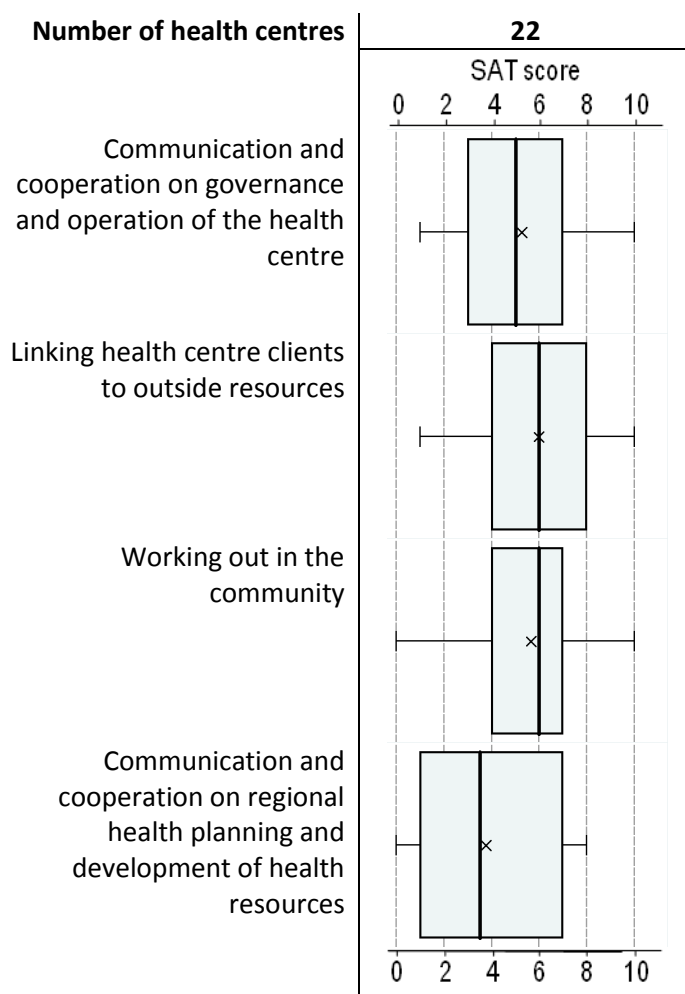 Number of health centres 22
SAT score
0 2 4 6 8 10
Communication and
cooperation on governance
and operation of the health
centre
Linking health centre clients
to outside resources
Working out in the
community
Communication and
cooperation on regional
health planning and
development of health
resources
0 2 4 6 8 10